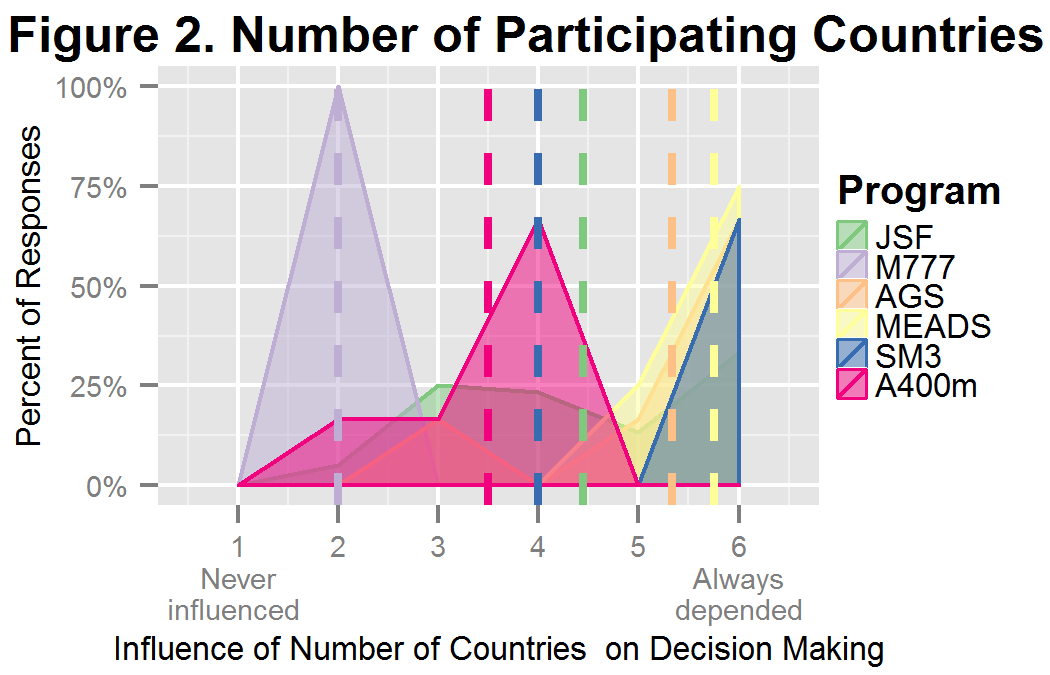 Figure 2. Number of Participating Countries
Percent of Responses
100%
75%
50%
25%
0%
1 2 3 4 5 6
Never Always
influenced depended
Influence of Number of Countries  on Decision Making
Program
JSF
M777
AGS
MEADS
SM3
A400m